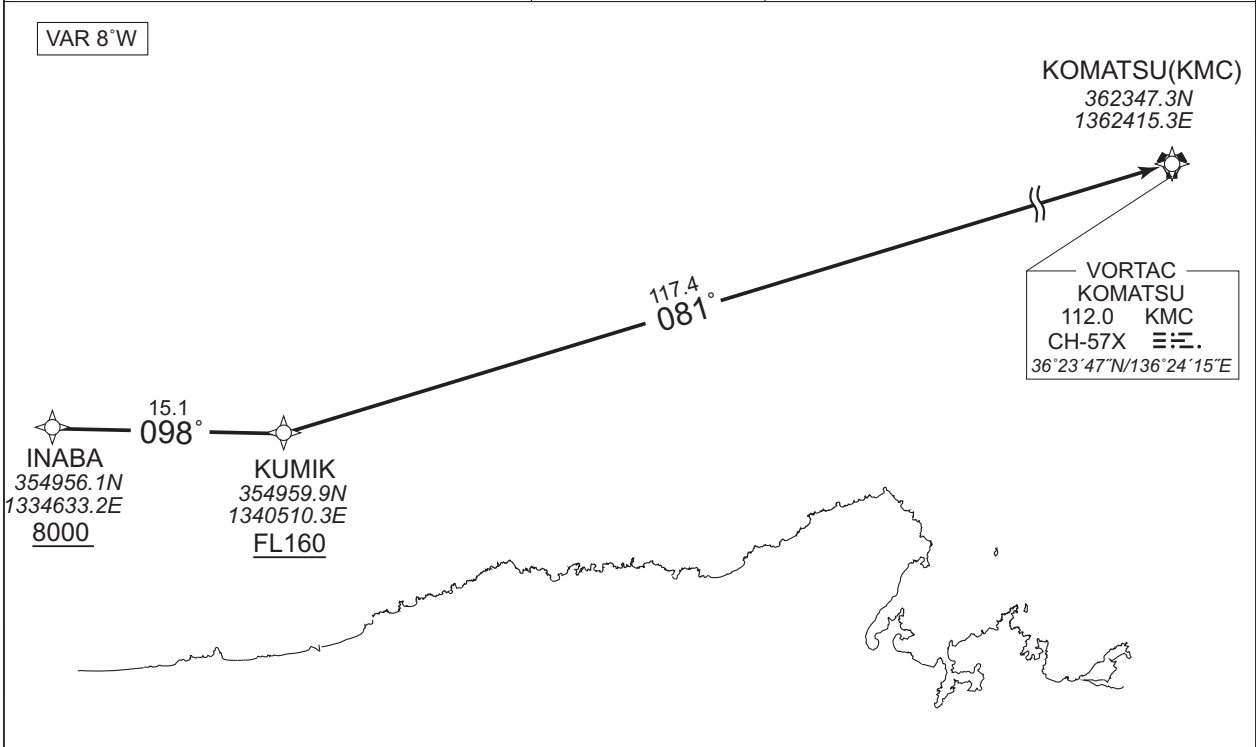 VAR 8°W
KOMATSU(KMC)
362347.3N
1362415.3E
117.4
081°
VORTAC
KOMATSU
112.0 KMC
CH-57X
36°23´47˝N/136°24´15˝E
15.1
098°
INABA
354956.1N
1334633.2E
8000
KUMIK
354959.9N
1340510.3E
FL160